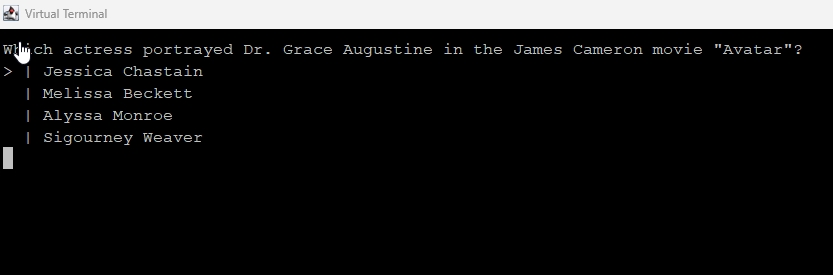 Virtual Terminal
Which actress portrayed Dr. Grace Augustine in the James Cameron movie "Avatar"?
> | Jessica Chastain
| Melissa Beckett
| Alyssa Monroe
| Sigourney Weaver